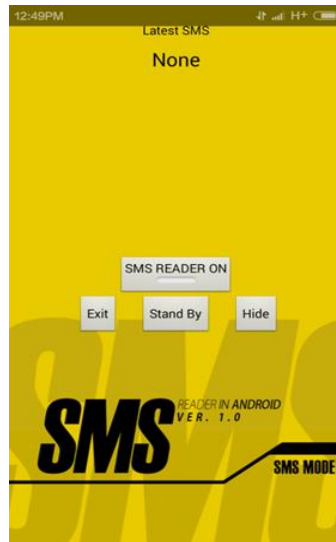 12:49PM H+
Latest SMS
None
SMS READER ON
Exit Stand By Hide
SMS
SMS READER IN ANDROID
VER. 1.0
SMS MODE